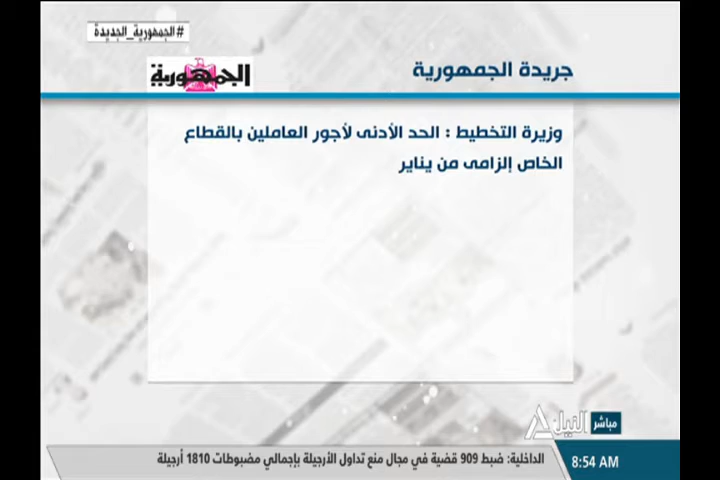 #الجمهورية_الجديدة
جريدة الجمهورية
الجمهورية
وزيرة التخطيط : الحد الأدنى لأجور العاملين بالقطاع
الخاص إلزامى من يناير
النيل
مباشر
الداخلية: ضبط 909 قضية في مجال منع تداول الأرجيلة بإجمالي مضبوطات 1810 أرجيلة
8:54 AM